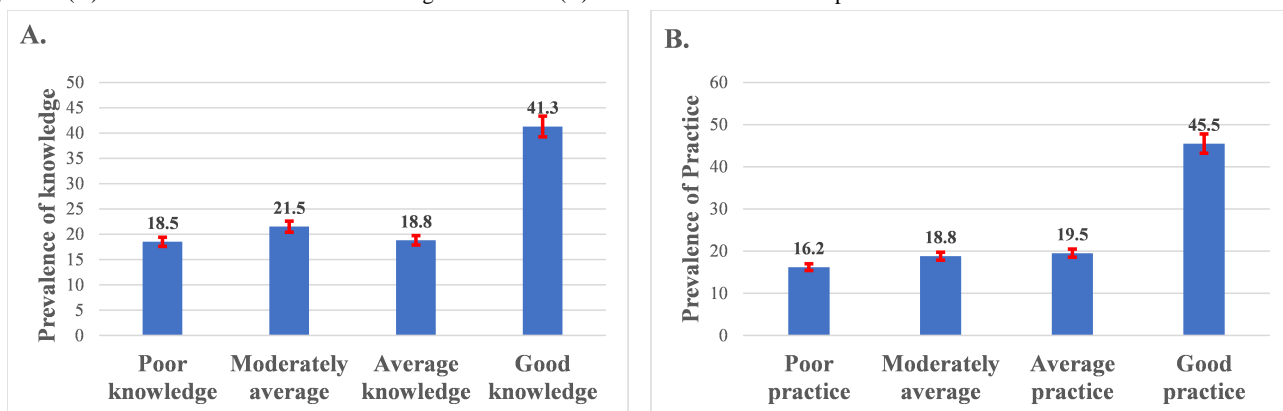 A.
Prevalence of knowledge
50
45
40
35
30
25
20
15
10
5
0
18.5
21.5
18.8
41.3
Poor knowledge
Moderately average
Average knowledge
Good knowledge
B.
Prevalence of Practice
60
50
40
30
20
10
0
16.2
18.8
19.5
45.5
Poor practice
Moderately average
Average practice
Good practice